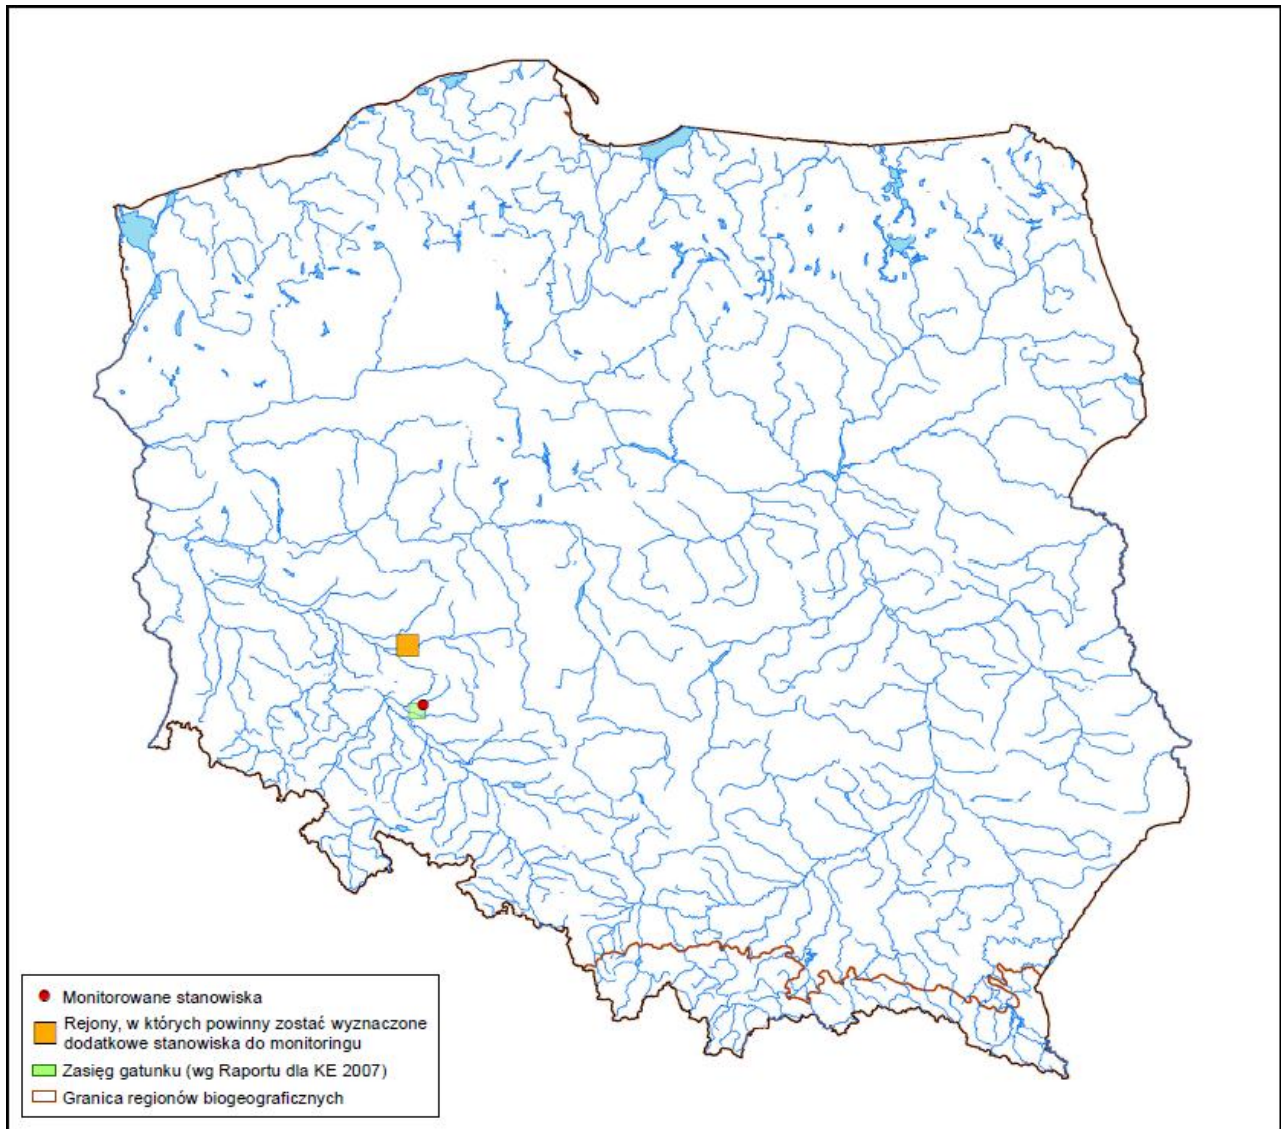 Monitorowane stanowiska
Rejony, w których powinny zostać wyznaczone
dodatkowe stanowiska do monitoringu
Zasięg gatunku (wg Raportu dla KE 2007)
Granica regionów biogeograficznych